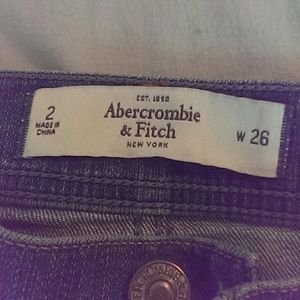 EST. 1892
2
MADE IN
CHINA
Abercrombie
& Fitch
NEW YORK
W 26